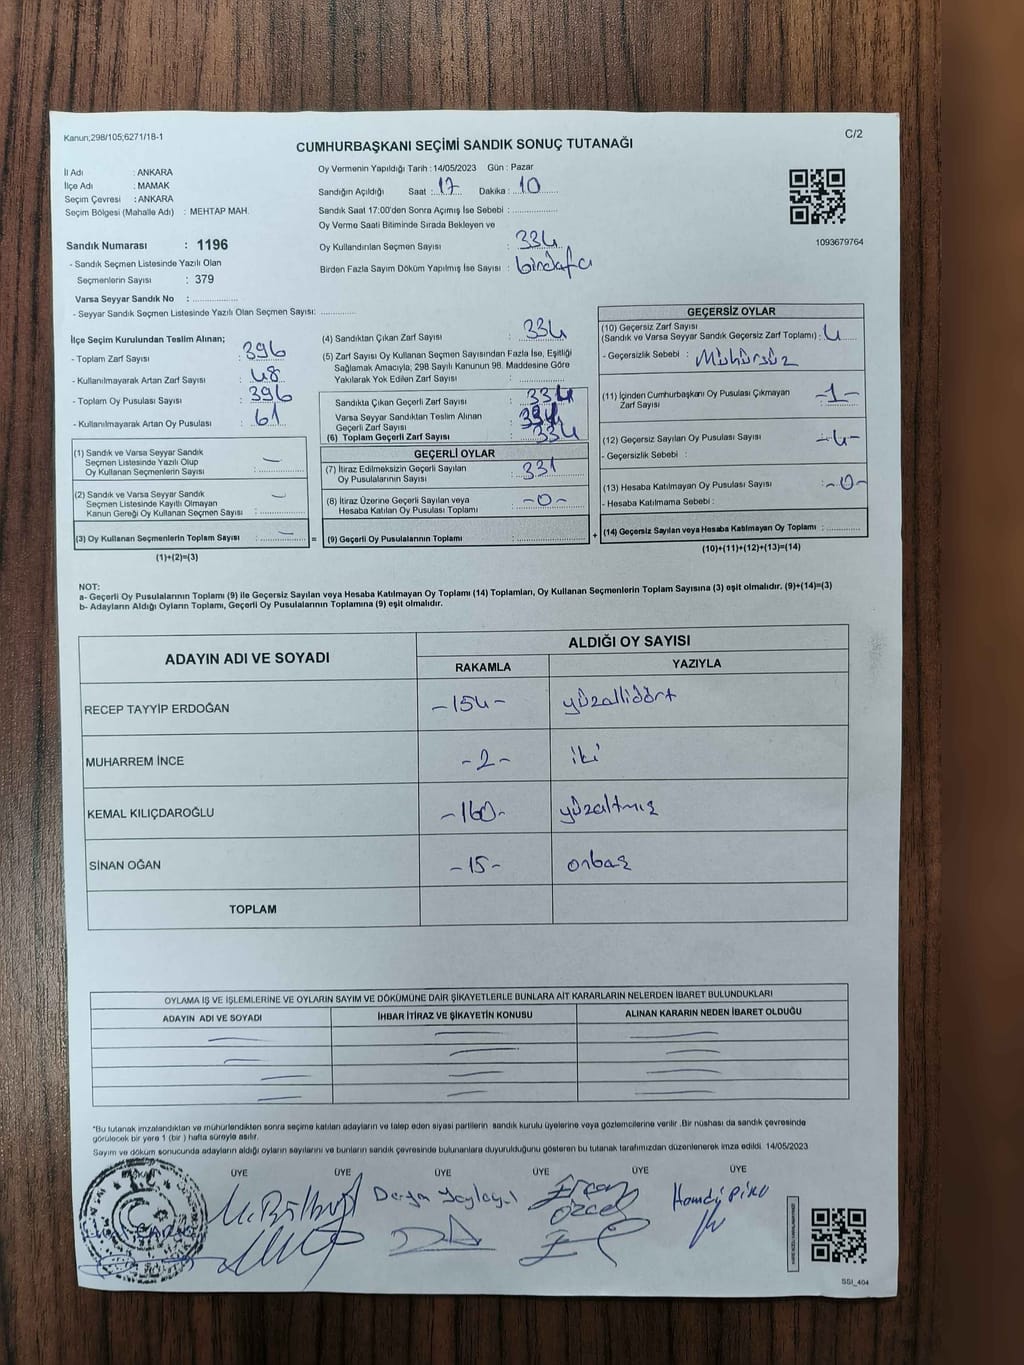 Kanun;298/105;6271/18-1
C/2
CUMHURBAŞKANI SEÇİMİ SANDIK SONUÇ TUTANAĞI
İl Adı : ANKARA
İlçe Adı : MAMAK
Seçim Çevresi : ANKARA
Seçim Bölgesi (Mahalle Adı) : MEHTAP MAH.
Oy Vermenin Yapıldığı Tarih : 14/05/2023 Gün : Pazar
Sandığın Açıldığı Saat : 17 Dakika : 10
Sandık Saat 17:00'den Sonra Açımış İse Sebebi :
Oy Verme Saati Bitiminde Sırada Bekleyen ve
Oy Kullandırılan Seçmen Sayısı : 334
Birden Fazla Sayım Döküm Yapılmış İse Sayısı : birdefa
1093679764
Sandık Numarası : 1196
- Sandık Seçmen Listesinde Yazılı Olan
Seçmenlerin Sayısı : 379
Varsa Seyyar Sandık No :
- Seyyar Sandık Seçmen Listesinde Yazılı Olan Seçmen Sayısı:
İlçe Seçim Kurulundan Teslim Alınan;
- Toplam Zarf Sayısı : 396
- Kullanılmayarak Artan Zarf Sayısı : 48
- Toplam Oy Pusulası Sayısı : 396
- Kullanılmayarak Artan Oy Pusulası : 61
(1) Sandık ve Varsa Seyyar Sandık
Seçmen Listesinde Yazılı Olup
Oy Kullanan Seçmenlerin Sayısı : —
(2) Sandık ve Varsa Seyyar Sandık
Seçmen Listesinde Kayıtlı Olmayan
Kanun Gereği Oy Kullanan Seçmen Sayısı : —
(3) Oy Kullanan Seçmenlerin Toplam Sayısı : —
(1)+(2)=(3)
(4) Sandıktan Çıkan Zarf Sayısı : 334
(5) Zarf Sayısı Oy Kullanan Seçmen Sayısından Fazla İse, Eşitliği
Sağlamak Amacıyla; 298 Sayılı Kanunun 98. Maddesine Göre
Yakılarak Yok Edilen Zarf Sayısı :
Sandıkta Çıkan Geçerli Zarf Sayısı : 334
Varsa Seyyar Sandıktan Teslim Alınan
Geçerli Zarf Sayısı :
(6) Toplam Geçerli Zarf Sayısı : 334
GEÇERLİ OYLAR
(7) İtiraz Edilmeksizin Geçerli Sayılan
Oy Pusulalarının Sayısı : 331
(8) İtiraz Üzerine Geçerli Sayılan veya
Hesaba Katılan Oy Pusulası Toplamı : -0-
= (9) Geçerli Oy Pusulalarının Toplamı :
GEÇERSİZ OYLAR
(10) Geçersiz Zarf Sayısı
(Sandık ve Varsa Seyyar Sandık Geçersiz Zarf Toplamı) : 4
- Geçersizlik Sebebi : Mühürsüz
(11) İçinden Cumhurbaşkanı Oy Pusulası Çıkmayan
Zarf Sayısı : -1-
(12) Geçersiz Sayılan Oy Pusulası Sayısı : -4-
- Geçersizlik Sebebi :
(13) Hesaba Katılmayan Oy Pusulası Sayısı : -0-
- Hesaba Katılmama Sebebi :
+ (14) Geçersiz Sayılan veya Hesaba Katılmayan Oy Toplamı :
(10)+(11)+(12)+(13)=(14)
NOT:
a- Geçerli Oy Pusulalarının Toplamı (9) ile Geçersiz Sayılan veya Hesaba Katılmayan Oy Toplamı (14) Toplamları, Oy Kullanan Seçmenlerin Toplam Sayısına (3) eşit olmalıdır. (9)+(14)=(3)
b- Adayların Aldığı Oyların Toplamı, Geçerli Oy Pusulalarının Toplamına (9) eşit olmalıdır.
ADAYIN ADI VE SOYADI
ALDIĞI OY SAYISI
RAKAMLA YAZIYLA
RECEP TAYYİP ERDOĞAN -154- yüzallidört
MUHARREM İNCE -2- iki
KEMAL KILIÇDAROĞLU -160- yüzaltmış
SİNAN OĞAN -15- onbeş
TOPLAM
OYLAMA İŞ VE İŞLEMLERİNE VE OYLARIN SAYIM VE DÖKÜMÜNE DAİR ŞİKAYETLERLE BUNLARA AİT KARARLARIN NELERDEN İBARET BULUNDUKLARI
ADAYIN ADI VE SOYADI İHBAR İTİRAZ VE ŞİKAYETİN KONUSU ALINAN KARARIN NEDEN İBARET OLDUĞU
*Bu tutanak imzalandıktan ve mühürlendikten sonra seçime katılan adayların ve talep eden siyasi partilerin sandık kurulu üyelerine veya gözlemcilerine verilir .Bir nüshası da sandık çevresinde
görülecek bir yere 1 (bir ) hafta süreyle asılır.
Sayım ve döküm sonucunda adayların aldığı oyların sayılarını ve bunların sandık çevresinde bulunanlara duyurulduğunu gösteren bu tutanak tarafımızdan düzenlenerek imza edildi. 14/05/2023
BAŞKAN ÜYE ÜYE ÜYE ÜYE ÜYE ÜYE
T.C.
Derya
Ercan
ÖZCEL
Hamdi
SSI_404